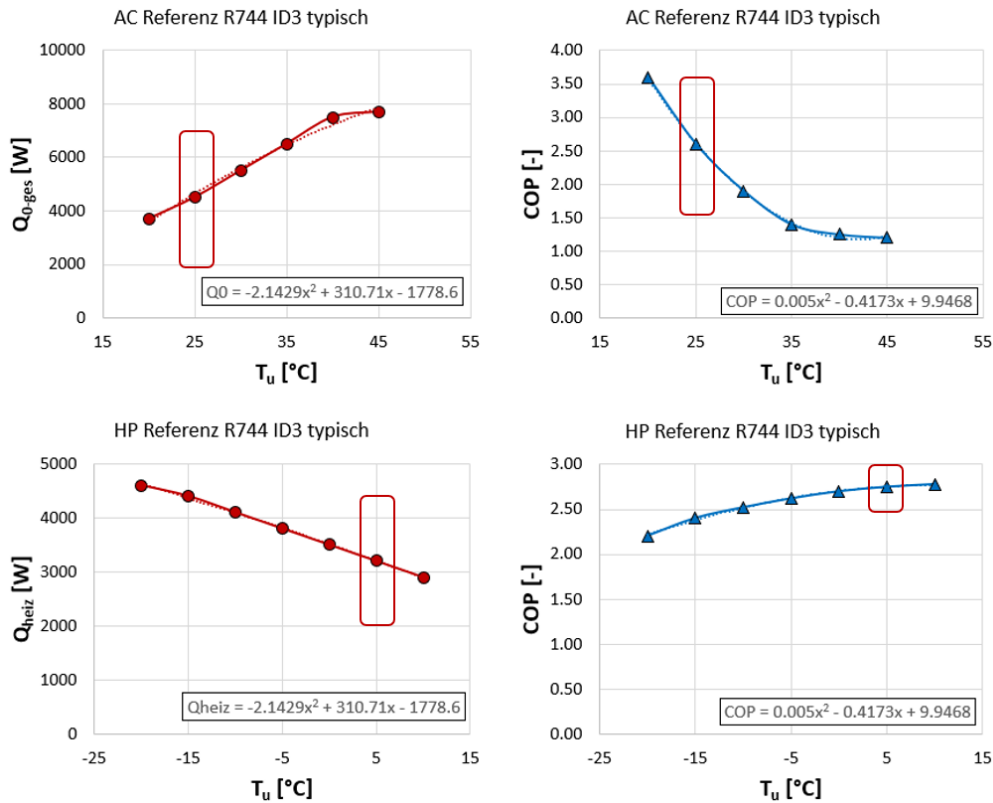 AC Referenz R744 ID3 typisch
10000
8000
6000
4000
2000
0
Q0-ges [W]
15 25 35 45 55
Tu [°C]
Q0 = -2.1429x² + 310.71x - 1778.6
AC Referenz R744 ID3 typisch
4.00
3.50
3.00
2.50
2.00
1.50
1.00
0.50
0.00
COP [-]
15 25 35 45 55
Tu [°C]
COP = 0.005x² - 0.4173x + 9.9468
HP Referenz R744 ID3 typisch
5000
4000
3000
2000
1000
0
Qheiz [W]
-25 -15 -5 5 15
Tu [°C]
Qheiz = -2.1429x² + 310.71x - 1778.6
HP Referenz R744 ID3 typisch
3.00
2.50
2.00
1.50
1.00
0.50
0.00
COP [-]
-25 -15 -5 5 15
Tu [°C]
COP = 0.005x² - 0.4173x + 9.9468